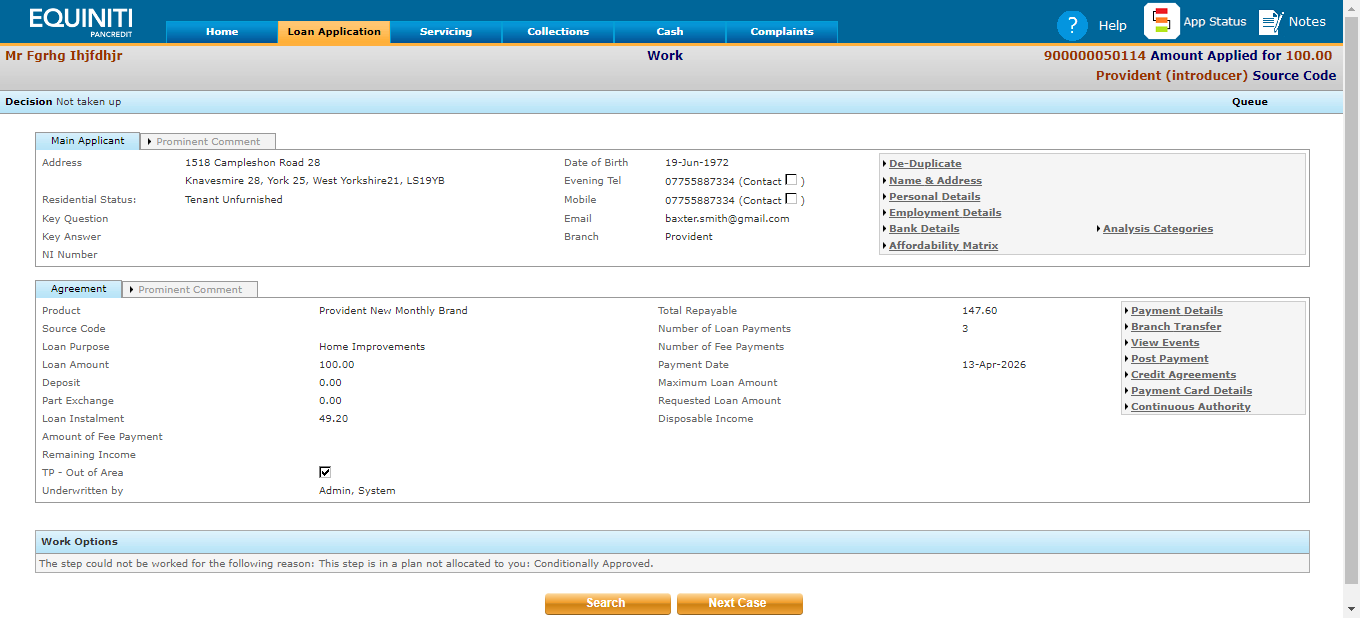 EQUINITI
PANCREDIT
Home Loan Application Servicing Collections Cash Complaints
? Help App Status Notes
Mr Fgrhg Ihjfdhjr Work 900000050114 Amount Applied for 100.00
Provident (introducer) Source Code
Decision Not taken up Queue
Main Applicant Prominent Comment
Address 1518 Campleshon Road 28 Date of Birth 19-Jun-1972 De-Duplicate
Knavesmire 28, York 25, West Yorkshire21, LS19YB Evening Tel 07755887334 (Contact ) Name & Address
Residential Status: Tenant Unfurnished Mobile 07755887334 (Contact ) Personal Details
Key Question Email baxter.smith@gmail.com Employment Details
Key Answer Branch Provident Bank Details Analysis Categories
NI Number Affordability Matrix
Agreement Prominent Comment
Product Provident New Monthly Brand Total Repayable 147.60 Payment Details
Source Code Number of Loan Payments 3 Branch Transfer
Loan Purpose Home Improvements Number of Fee Payments View Events
Loan Amount 100.00 Payment Date 13-Apr-2026 Post Payment
Deposit 0.00 Maximum Loan Amount Credit Agreements
Part Exchange 0.00 Requested Loan Amount Payment Card Details
Loan Instalment 49.20 Disposable Income Continuous Authority
Amount of Fee Payment
Remaining Income
TP - Out of Area
Underwritten by Admin, System
Work Options
The step could not be worked for the following reason: This step is in a plan not allocated to you: Conditionally Approved.
Search Next Case